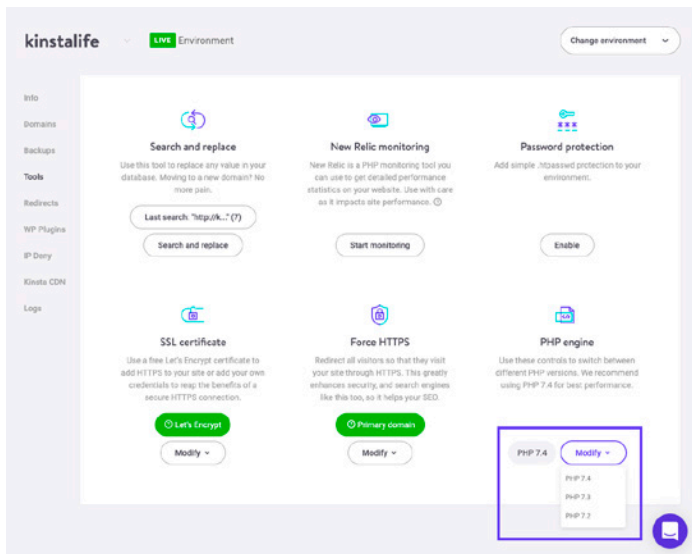 kinstalife
LIVE Environment
Change environment
Info
Domains
Backups
Tools
Redirects
WP Plugins
IP Deny
Kinsta CDN
Logs
Search and replace
Use this tool to replace any value in your
database. Moving to a new domain? No
more pain.
Last search: "http://k..." (7)
Search and replace
New Relic monitoring
New Relic is a PHP monitoring tool you
can use to get detailed performance
statistics on your website. Use with care
as it impacts site performance.
Start monitoring
Password protection
Add simple .htpasswd protection to your
environment.
Enable
SSL certificate
Use a free Let's Encrypt certificate to
add HTTPS to your site or add your own
credentials to reap the benefits of a
secure HTTPS connection.
Let's Encrypt
Modify
Force HTTPS
Redirect all visitors so that they visit
your site through HTTPS. This greatly
enhances security, and search engines
like this too, so it helps your SEO.
Primary domain
Modify
PHP engine
Use these controls to switch between
different PHP versions. We recommend
using PHP 7.4 for best performance.
PHP 7.4 Modify
PHP 7.4
PHP 7.3
PHP 7.2